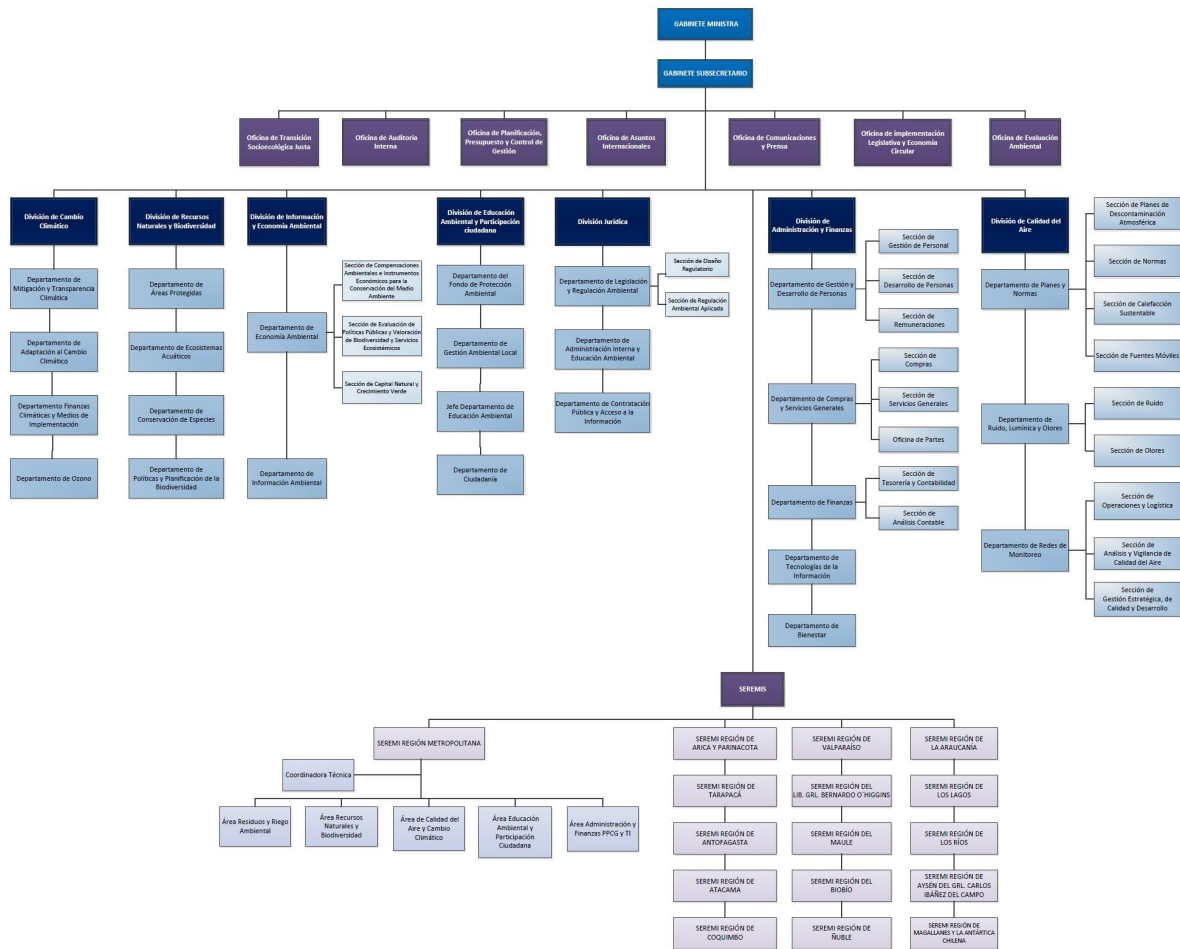 GABINETE MINISTRA
GABINETE SUBSECRETARIO
Oficina de Transición
Socioecológica Justa
Oficina de Auditoría
Interna
Oficina de Planificación,
Presupuesto y Control de
Gestión
Oficina de Asuntos
Internacionales
Oficina de Comunicaciones
y Prensa
Oficina de implementación
Legislativa y Economía
Circular
Oficina de Evaluación
Ambiental
División de Cambio
Climático
Departamento de
Mitigación y Transparencia
Climática
Departamento de
Adaptación al Cambio
Climático
Departamento Finanzas
Climáticas y Medios de
Implementación
Departamento de Ozono
División de Recursos
Naturales y Biodiversidad
Departamento de
Áreas Protegidas
Departamento de Ecosistemas
Acuáticos
Departamento de
Conservación de Especies
Departamento de
Políticas y Planificación de la
Biodiversidad
División de Información
y Economía Ambiental
Departamento de
Economía Ambiental
Sección de Compensaciones
Ambientales e Instrumentos
Económicos para la
Conservación del Medio
Ambiente
Sección de Evaluación de
Políticas Públicas y Valoración
de Biodiversidad y Servicios
Ecosistémicos
Sección de Capital Natural y
Crecimiento Verde
Departamento de
Información Ambiental
División de Educación
Ambiental y Participación
ciudadana
Departamento del
Fondo de Protección
Ambiental
Departamento de
Gestión Ambiental Local
Jefe Departamento de
Educación Ambiental
Departamento de
Ciudadanía
División Jurídica
Departamento de Legislación
y Regulación Ambiental
Sección de Diseño
Regulatorio
Sección de Regulación
Ambiental Aplicada
Departamento de
Administración Interna y
Educación Ambiental
Departamento de Contratación
Pública y Acceso a la
Información
División de
Administración y Finanzas
Departamento de Gestión y
Desarrollo de Personas
Sección de
Gestión de Personal
Sección de
Desarrollo de Personas
Sección de
Remuneraciones
Departamento de Compras
y Servicios Generales
Sección de
Compras
Sección de
Servicios Generales
Oficina de Partes
Departamento de Finanzas
Sección de
Tesorería y Contabilidad
Sección de
Análisis Contable
Departamento de
Tecnologías de la
Información
Departamento de
Bienestar
División de Calidad del
Aire
Departamento de Planes y
Normas
Sección de Planes de
Descontaminación
Atmosférica
Sección de Normas
Sección de Calefacción
Sustentable
Sección de Fuentes Móviles
Departamento de
Ruido, Lumínica y Olores
Sección de Ruido
Sección de Olores
Departamento de Redes de
Monitoreo
Sección de
Operaciones y Logística
Sección de
Análisis y Vigilancia de
Calidad del Aire
Sección de
Gestión Estratégica, de
Calidad y Desarrollo
SEREMIS
SEREMI REGIÓN METROPOLITANA
Coordinadora Técnica
Área Residuos y Riego
Ambiental
Área Recursos
Naturales y
Biodiversidad
Área de Calidad del
Aire y Cambio
Climático
Área Educación
Ambiental y
Participación
Ciudadana
Área Administración y
Finanzas PPCG y TI
SEREMI REGIÓN DE
ARICA Y PARINACOTA
SEREMI REGIÓN DE
TARAPACÁ
SEREMI REGIÓN DE
ANTOFAGASTA
SEREMI REGIÓN DE
ATACAMA
SEREMI REGIÓN DE
COQUIMBO
SEREMI REGIÓN DE
VALPARAÍSO
SEREMI REGIÓN DEL
LIB. GRL. BERNARDO O´HIGGINS
SEREMI REGIÓN DEL
MAULE
SEREMI REGIÓN DEL
BIOBÍO
SEREMI REGIÓN DE
ÑUBLE
SEREMI REGIÓN DE
LA ARAUCANÍA
SEREMI REGIÓN DE
LOS LAGOS
SEREMI REGIÓN DE
LOS RÍOS
SEREMI REGIÓN DE
AYSÉN DEL GRL. CARLOS
IBÁÑEZ DEL CAMPO
SEREMI REGIÓN DE
MAGALLANES Y LA ANTÁRTICA
CHILENA